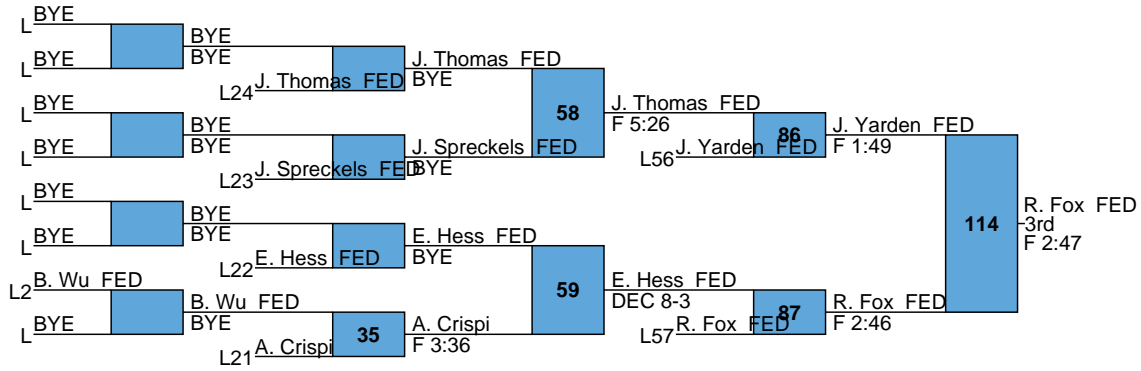 L BYE
L BYE
BYE
BYE
L24 J. Thomas FED
J. Thomas FED
BYE
L BYE
L BYE
BYE
BYE
L23 J. Spreckels FED
J. Spreckels FED
BYE
58
J. Thomas FED
F 5:26
L56 J. Yarden FED
86
J. Yarden FED
F 1:49
L BYE
L BYE
BYE
BYE
L22 E. Hess FED
E. Hess FED
BYE
L2 B. Wu FED
L BYE
B. Wu FED
BYE
L21 A. Crispi
35
A. Crispi
F 3:36
59
E. Hess FED
DEC 8-3
L57 R. Fox FED
87
R. Fox FED
F 2:46
114
R. Fox FED
3rd
F 2:47